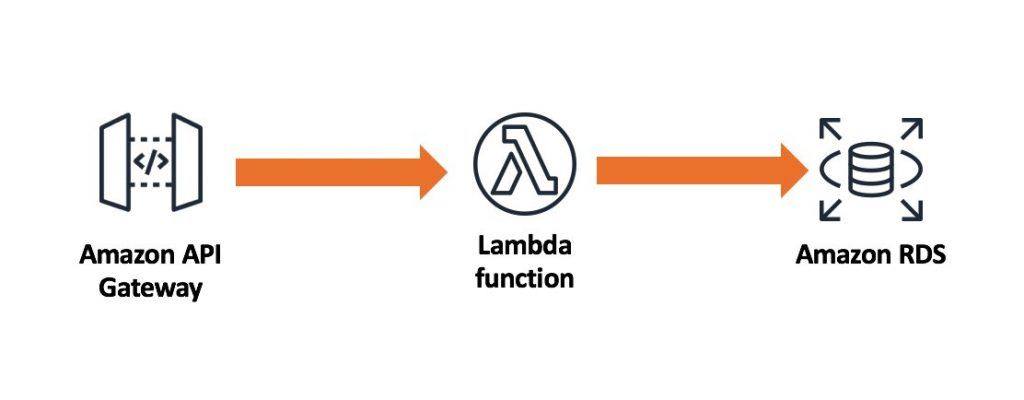 </>
Amazon API
Gateway
Lambda
function
Amazon RDS